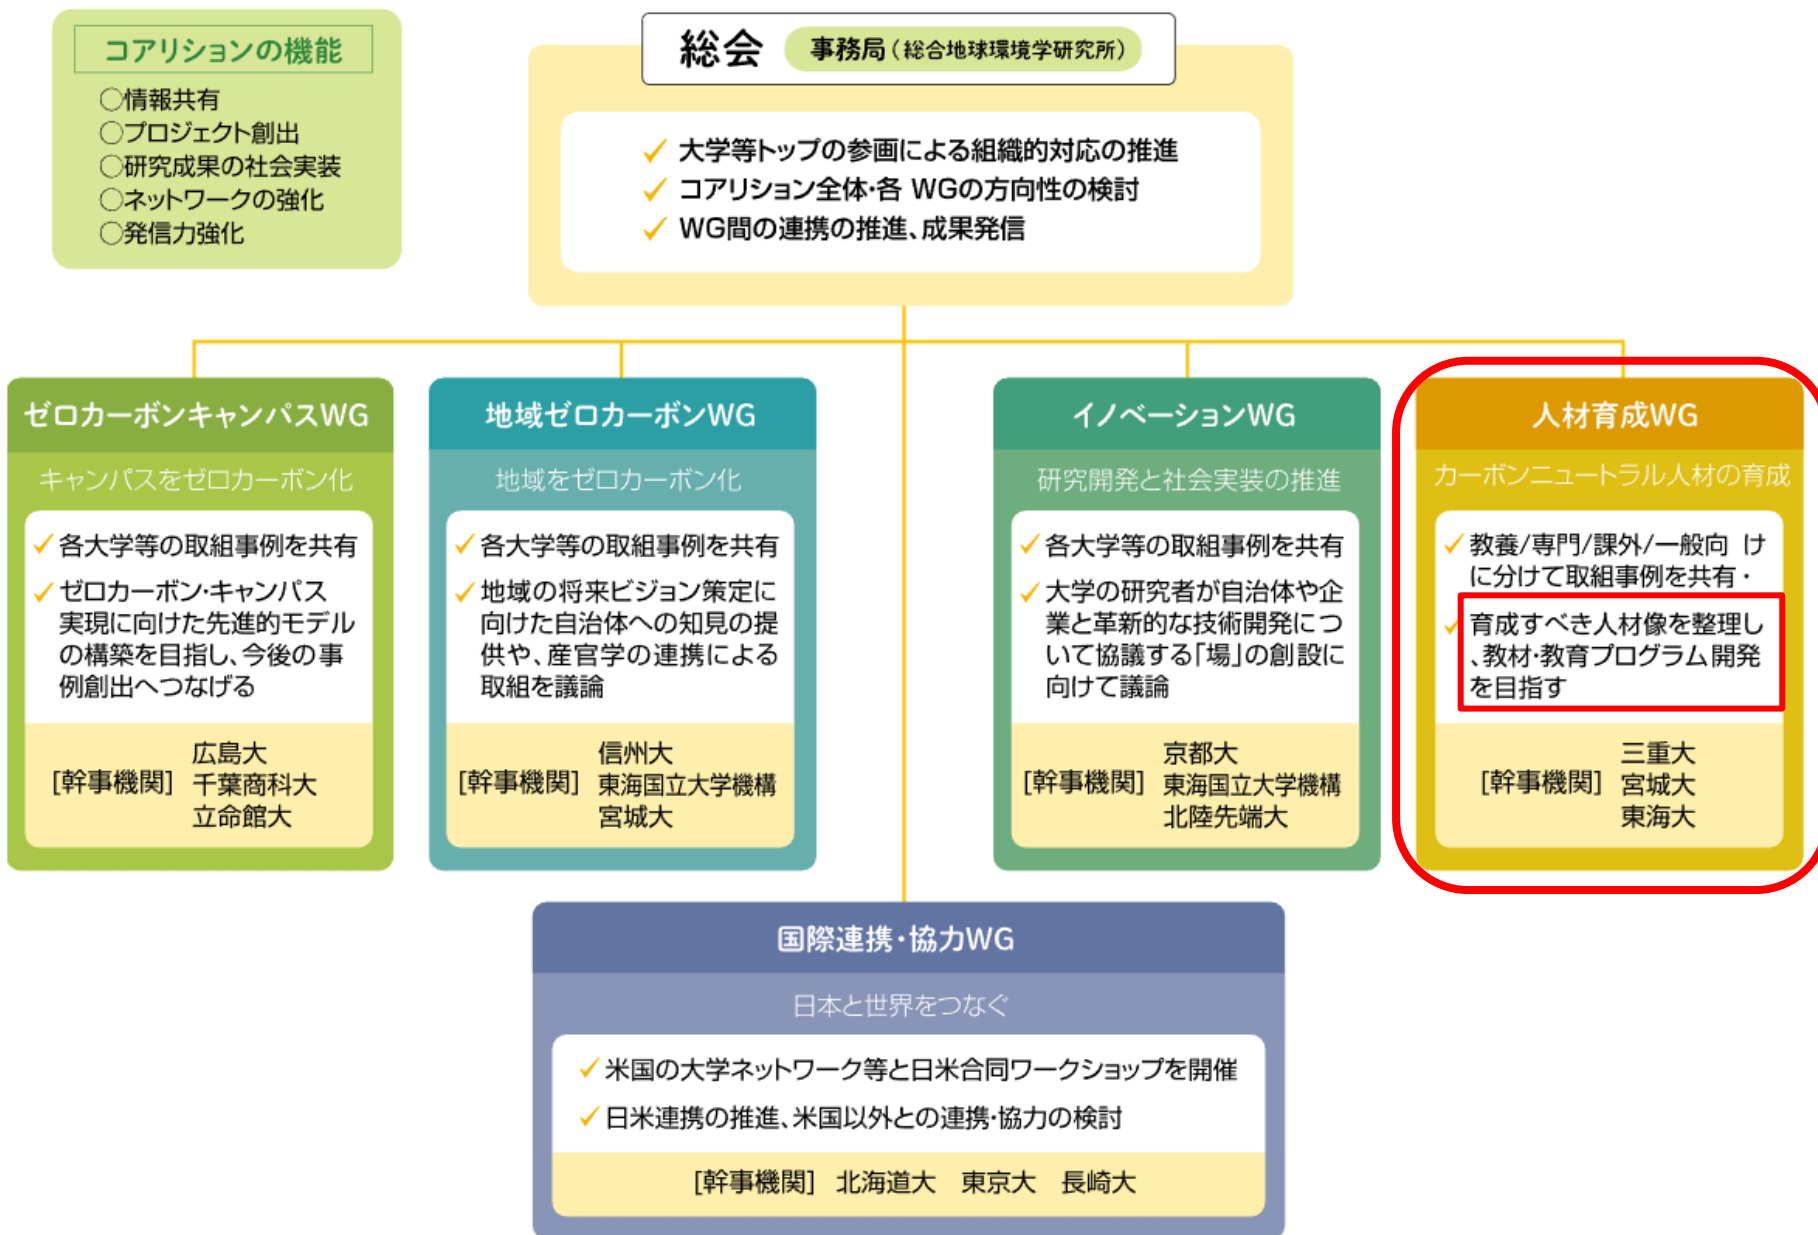 コアリションの機能
○情報共有
○プロジェクト創出
○研究成果の社会実装
○ネットワークの強化
○発信力強化
総会 事務局(総合地球環境学研究所)
✓ 大学等トップの参画による組織的対応の推進
✓ コアリション全体・各 WGの方向性の検討
✓ WG間の連携の推進、成果発信
ゼロカーボンキャンパスWG
キャンパスをゼロカーボン化
✓ 各大学等の取組事例を共有
✓ ゼロカーボン・キャンパス
実現に向けた先進的モデル
の構築を目指し、今後の事
例創出へつなげる
[幹事機関]
広島大
千葉商科大
立命館大
地域ゼロカーボンWG
地域をゼロカーボン化
✓ 各大学等の取組事例を共有
✓ 地域の将来ビジョン策定に
向けた自治体への知見の提
供や、産官学の連携による
取組を議論
[幹事機関]
信州大
東海国立大学機構
宮城大
イノベーションWG
研究開発と社会実装の推進
✓ 各大学等の取組事例を共有
✓ 大学の研究者が自治体や企
業と革新的な技術開発につ
いて協議する「場」の創設に
向けて議論
[幹事機関]
京都大
東海国立大学機構
北陸先端大
人材育成WG
カーボンニュートラル人材の育成
✓ 教養/専門/課外/一般向 け
に分けて取組事例を共有・
✓ 育成すべき人材像を整理し
、教材・教育プログラム開発
を目指す
[幹事機関]
三重大
宮城大
東海大
国際連携・協力WG
日本と世界をつなぐ
✓ 米国の大学ネットワーク等と日米合同ワークショップを開催
✓ 日米連携の推進、米国以外との連携・協力の検討
[幹事機関] 北海道大 東京大 長崎大